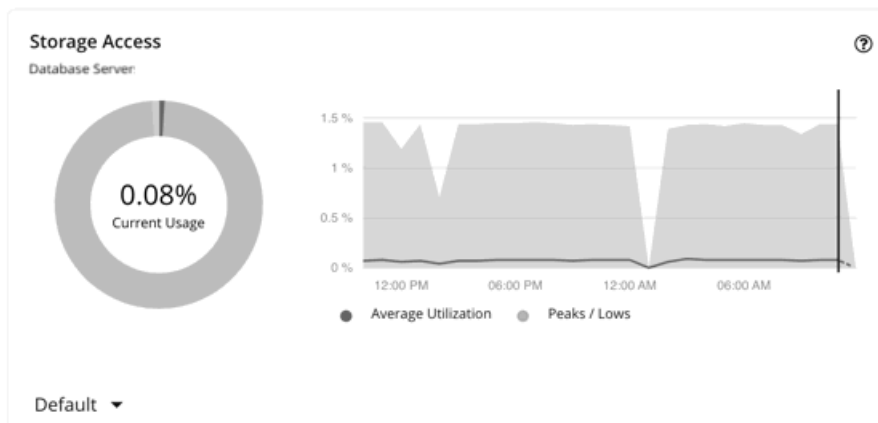 Storage Access
Database Server
0.08%
Current Usage
1.5 %
1 %
0.5 %
0 %
12:00 PM 06:00 PM 12:00 AM 06:00 AM
Average Utilization Peaks / Lows
Default